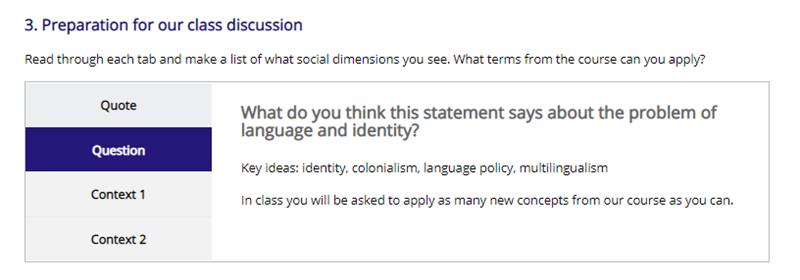 3. Preparation for our class discussion
Read through each tab and make a list of what social dimensions you see. What terms from the course can you apply?
Quote
Question
Context 1
Context 2
What do you think this statement says about the problem of
language and identity?
Key ideas: identity, colonialism, language policy, multilingualism
In class you will be asked to apply as many new concepts from our course as you can.